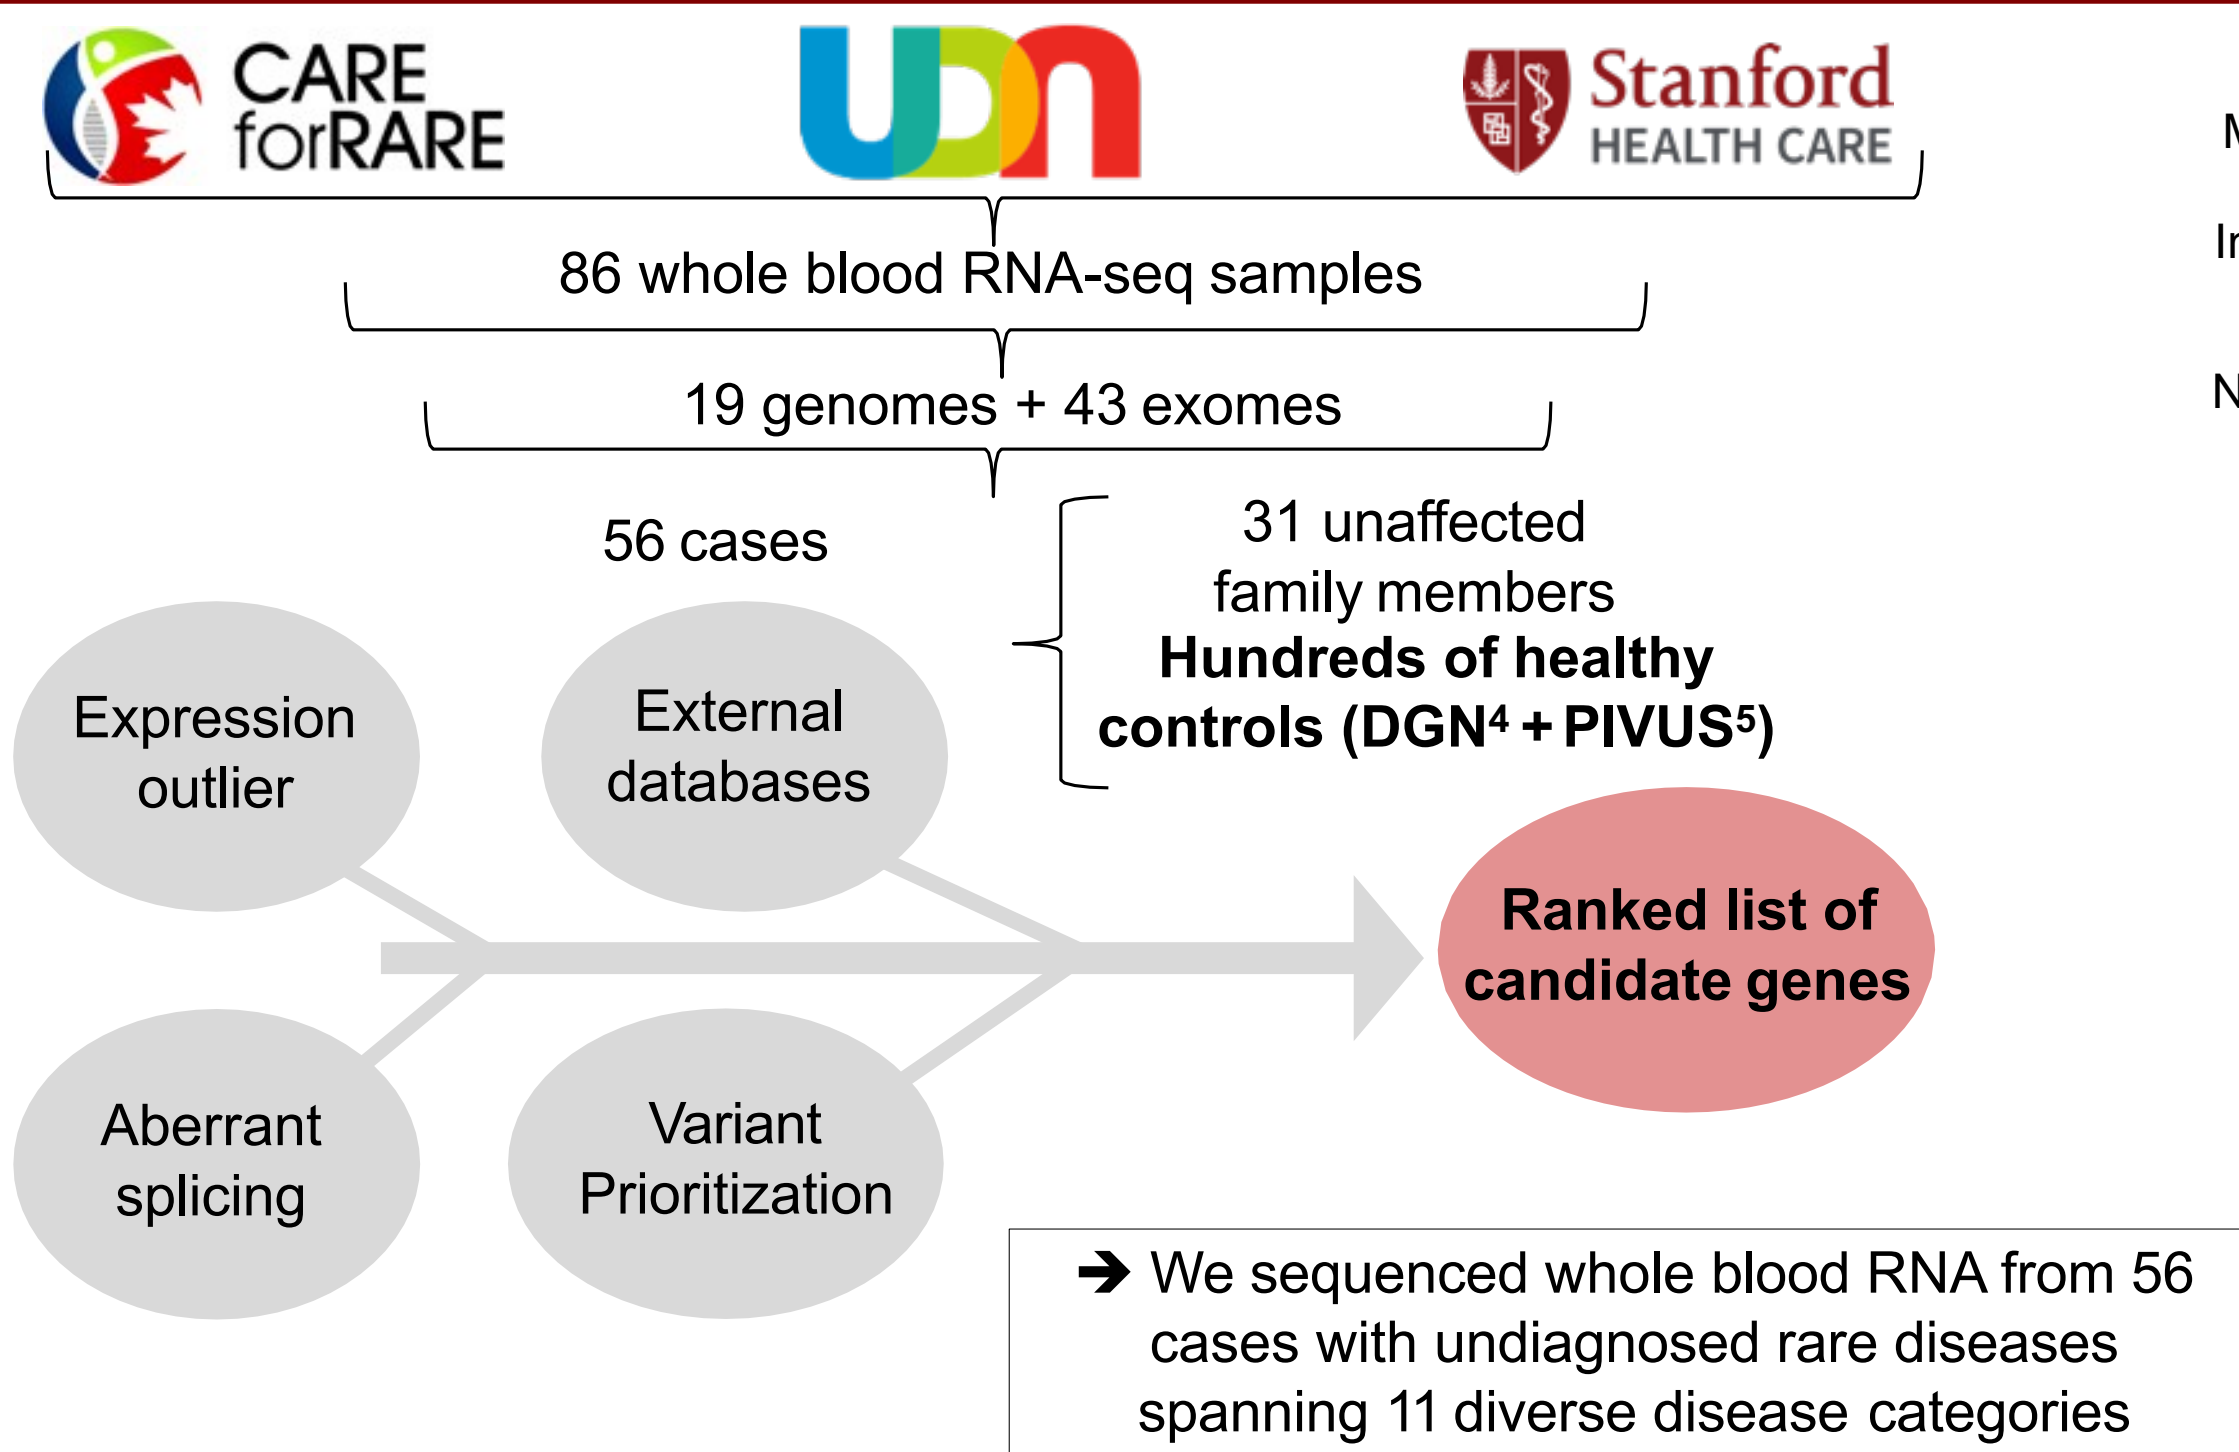 CARE
forRARE
UDN
Stanford
HEALTH CARE
86 whole blood RNA-seq samples
19 genomes + 43 exomes
56 cases
31 unaffected
family members
Hundreds of healthy
controls (DGN⁴ + PIVUS⁵)
Expression
outlier
External
databases
Ranked list of
candidate genes
Aberrant
splicing
Variant
Prioritization
➔ We sequenced whole blood RNA from 56
cases with undiagnosed rare diseases
spanning 11 diverse disease categories